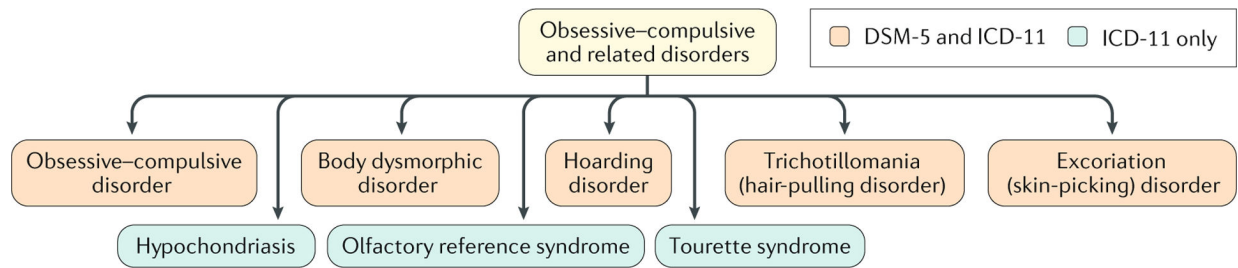 Obsessive–compulsive
and related disorders
DSM-5 and ICD-11
ICD-11 only
Obsessive–compulsive
disorder
Body dysmorphic
disorder
Hoarding
disorder
Trichotillomania
(hair-pulling disorder)
Excoriation
(skin-picking) disorder
Hypochondriasis
Olfactory reference syndrome
Tourette syndrome